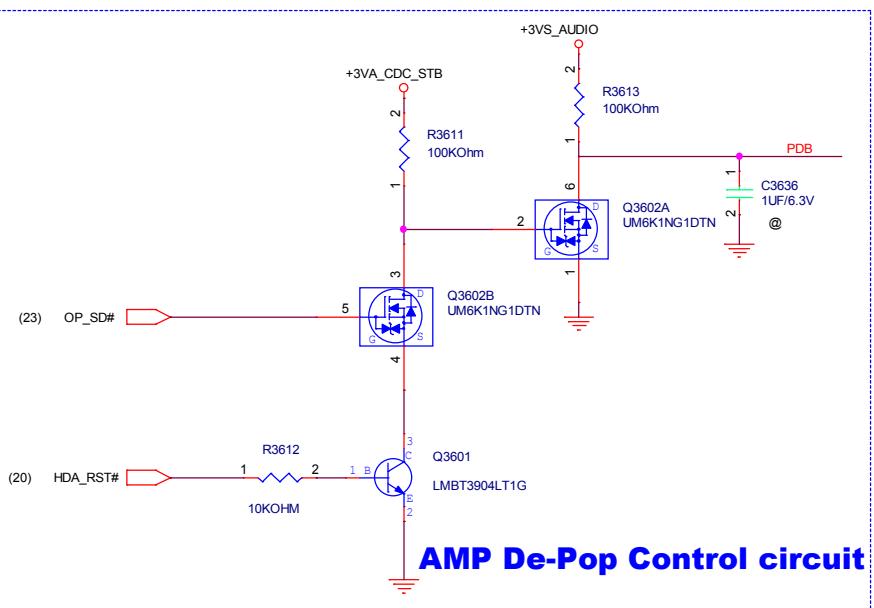 +3VS_AUDIO
2
+3VA_CDC_STB
R3613
100KOhm
2
R3611
100KOhm
1
PDB
1
6
1
C3636
1UF/6.3V
2
@
D
Q3602A
UM6K1NG1DTN
2
G
S
1
3
D
Q3602B
UM6K1NG1DTN
(23)
OP_SD#
5
G
S
4
3
C
R3612
Q3601
(20)
HDA_RST#
1
2
1
B
LMBT3904LT1G
10KOHM
E
2
AMP De-Pop Control circuit